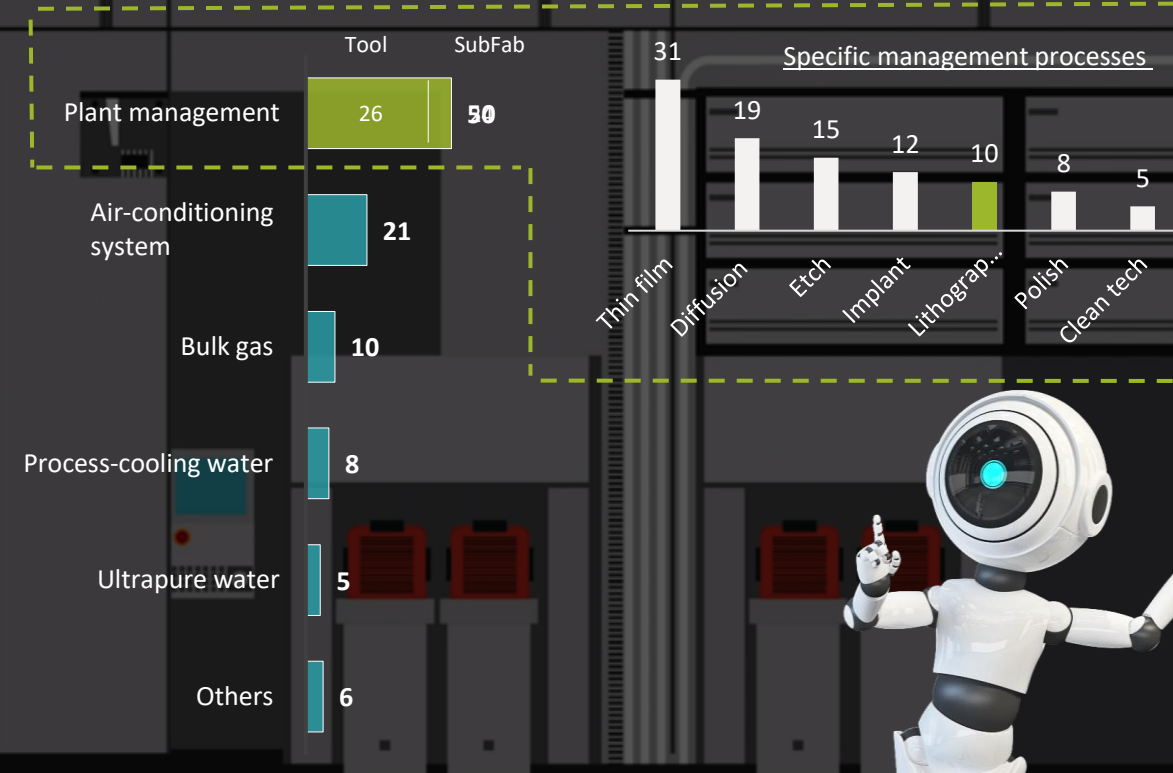 Tool SubFab
Plant management 26
Air-conditioning
system
21
Bulk gas 10
Process-cooling water 8
Ultrapure water 5
Others 6
Specific management processes
31 19 15 12 10 8 5
Thin film
Diffusion
Etch
Implant
Lithograp...
Polish
Clean tech